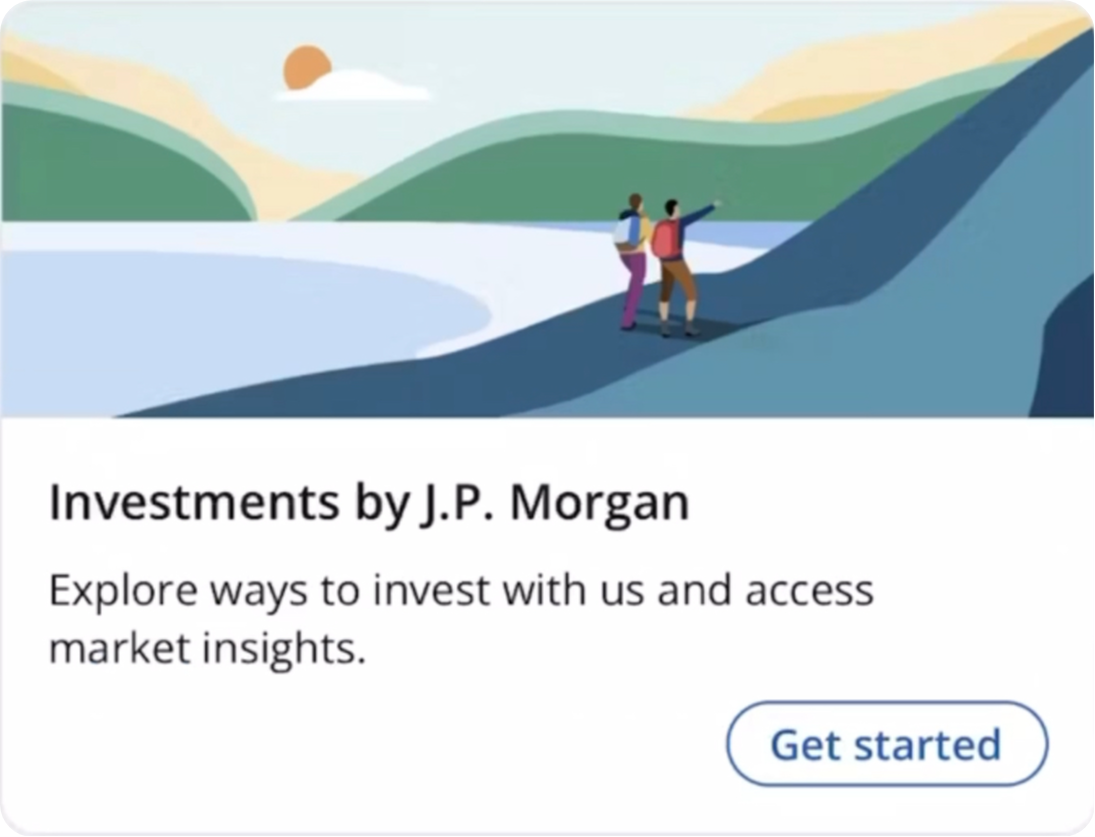 Investments by J.P. Morgan
Explore ways to invest with us and access
market insights.
Get started